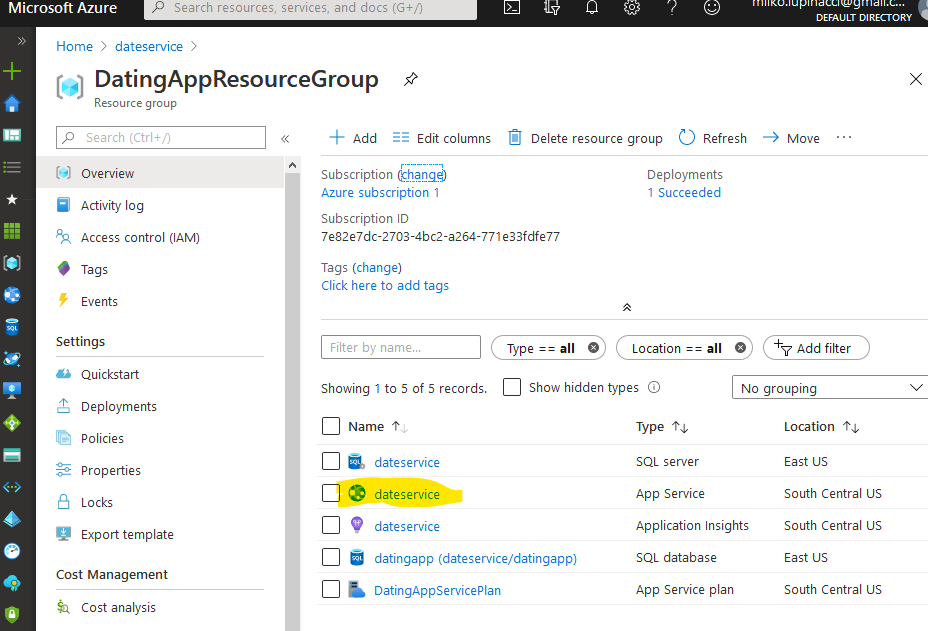 Microsoft Azure
Search resources, services, and docs (G+/)
milko.lupinacci@gmail.c...
DEFAULT DIRECTORY
Home > dateservice >
DatingAppResourceGroup
Resource group
Search (Ctrl+/)
Add
Edit columns
Delete resource group
Refresh
Move
Overview
Activity log
Access control (IAM)
Tags
Events
Settings
Quickstart
Deployments
Policies
Properties
Locks
Export template
Cost Management
Cost analysis
Subscription (change)
Azure subscription 1
Deployments
1 Succeeded
Subscription ID
7e82e7dc-2703-4bc2-a264-771e33fdfe77
Tags (change)
Click here to add tags
Filter by name...
Type == all
Location == all
Add filter
Showing 1 to 5 of 5 records.
Show hidden types
No grouping
Name Type Location
dateservice SQL server East US
dateservice App Service South Central US
dateservice Application Insights South Central US
datingapp (dateservice/datingapp) SQL database East US
DatingAppServicePlan App Service plan South Central US